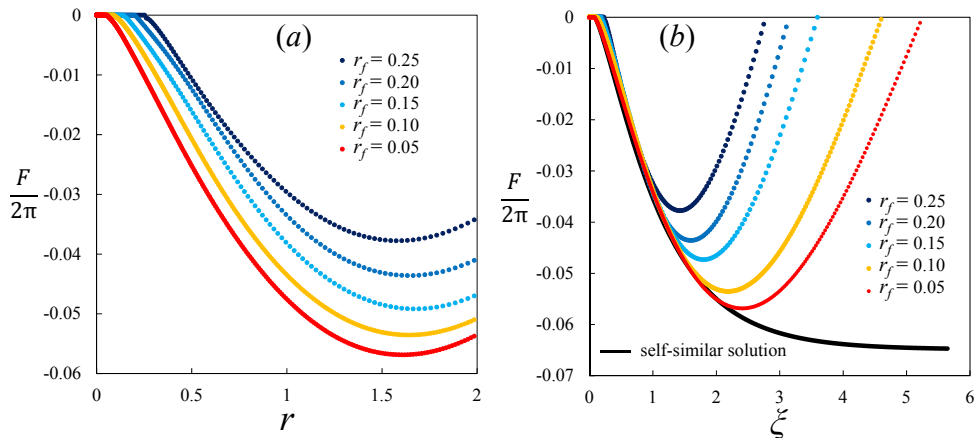 (a)
0
-0.01
-0.02
-0.03
-0.04
-0.05
-0.06
F
2π
r_f = 0.25
r_f = 0.20
r_f = 0.15
r_f = 0.10
r_f = 0.05
0 0.5 1 1.5 2
r
(b)
0
-0.01
-0.02
-0.03
-0.04
-0.05
-0.06
-0.07
F
2π
r_f = 0.25
r_f = 0.20
r_f = 0.15
r_f = 0.10
r_f = 0.05
self-similar solution
0 1 2 3 4 5 6
ξ